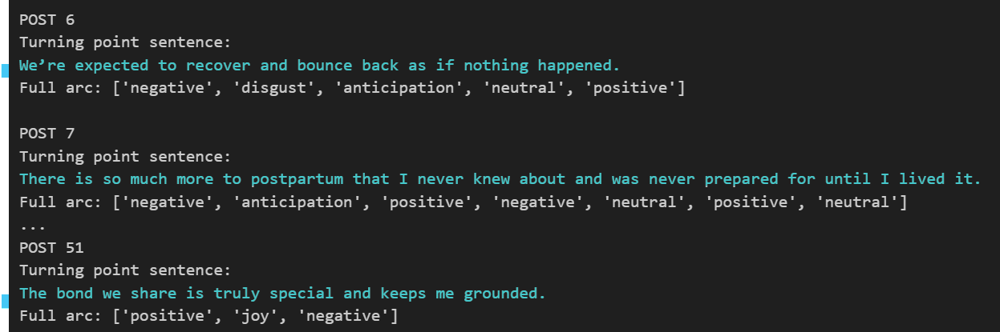 POST 6
Turning point sentence:
We’re expected to recover and bounce back as if nothing happened.
Full arc: ['negative', 'disgust', 'anticipation', 'neutral', 'positive']
POST 7
Turning point sentence:
There is so much more to postpartum that I never knew about and was never prepared for until I lived it.
Full arc: ['negative', 'anticipation', 'positive', 'negative', 'neutral', 'positive', 'neutral']
...
POST 51
Turning point sentence:
The bond we share is truly special and keeps me grounded.
Full arc: ['positive', 'joy', 'negative']